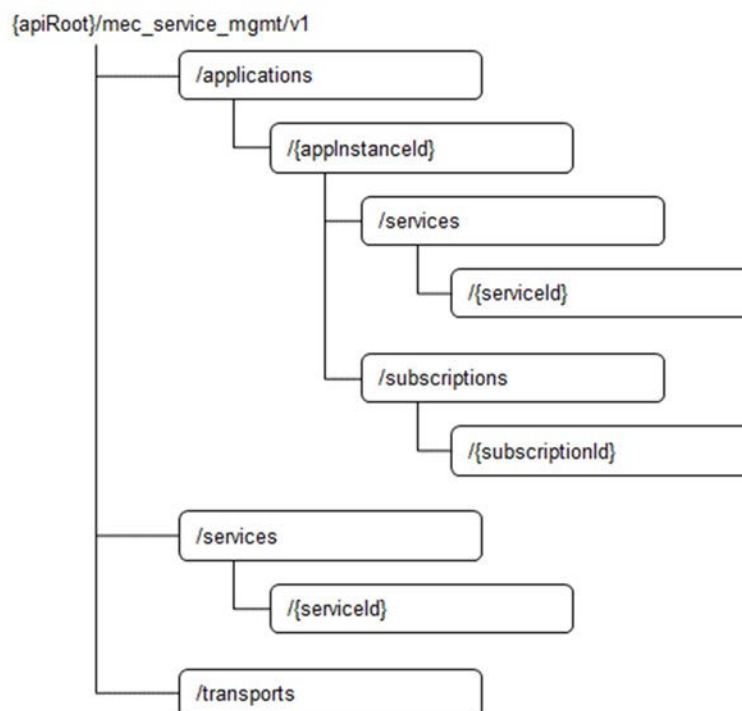 {apiRoot}/mec_service_mgmt/v1
/applications
/{appInstanceId}
/services
/{serviceId}
/subscriptions
/{subscriptionId}
/services
/{serviceId}
/transports